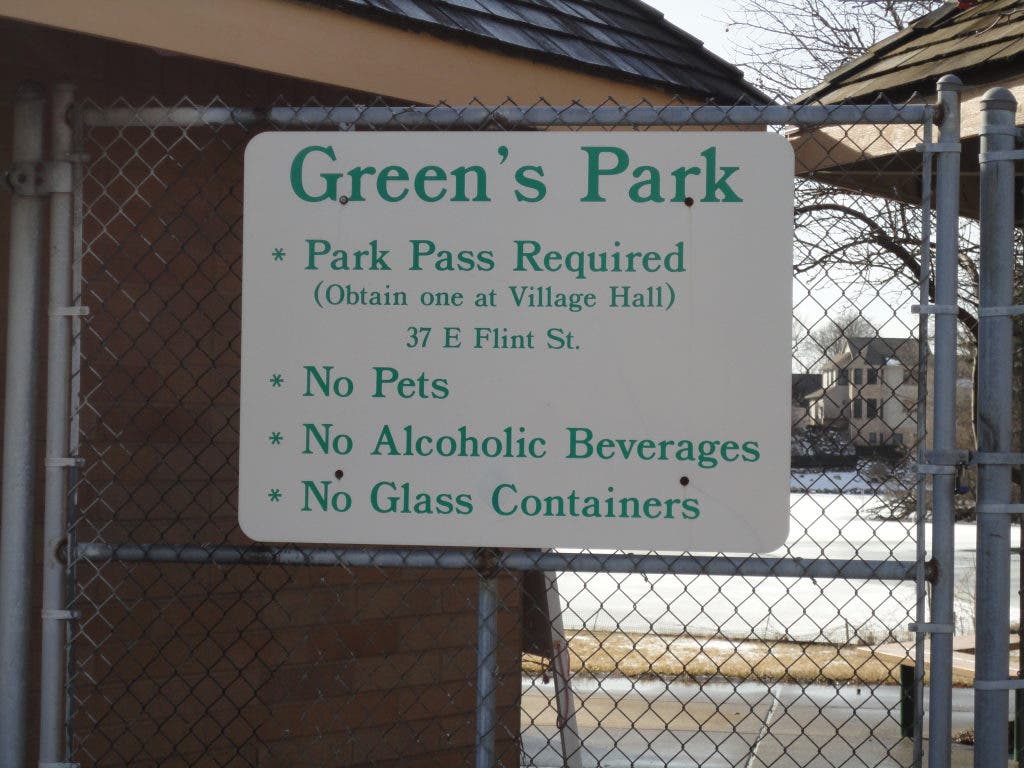 Green's Park
* Park Pass Required
(Obtain one at Village Hall)
37 E Flint St.
* No Pets
* No Alcoholic Beverages
* No Glass Containers